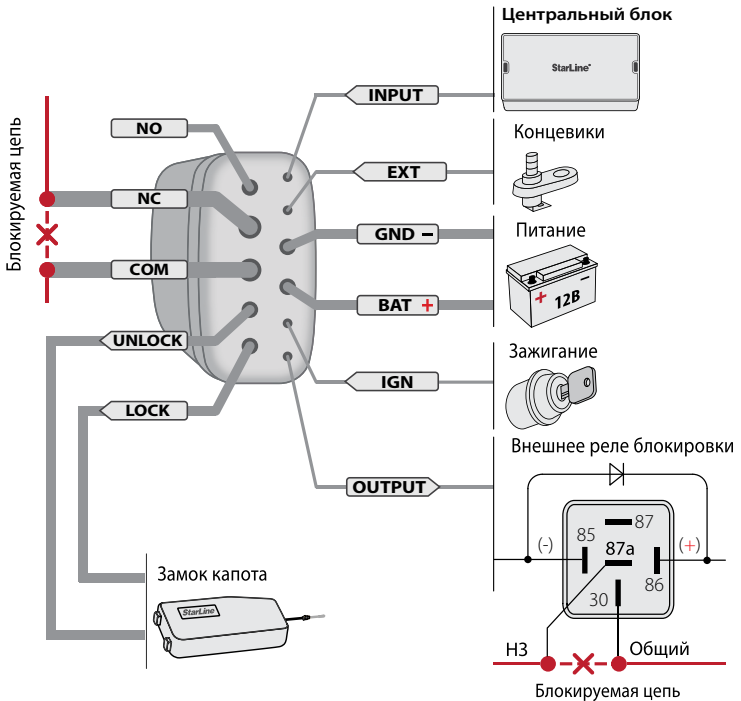 Центральный блок
StarLine
INPUT
Концевики
EXT
NO
Блокируемая цепь
NC
GND −
Питание
COM
BAT +
+ 12В −
UNLOCK
Зажигание
IGN
LOCK
Внешнее реле блокировки
OUTPUT
87
85
(-)
87а
(+)
86
30
Замок капота
StarLine
НЗ
Общий
Блокируемая цепь